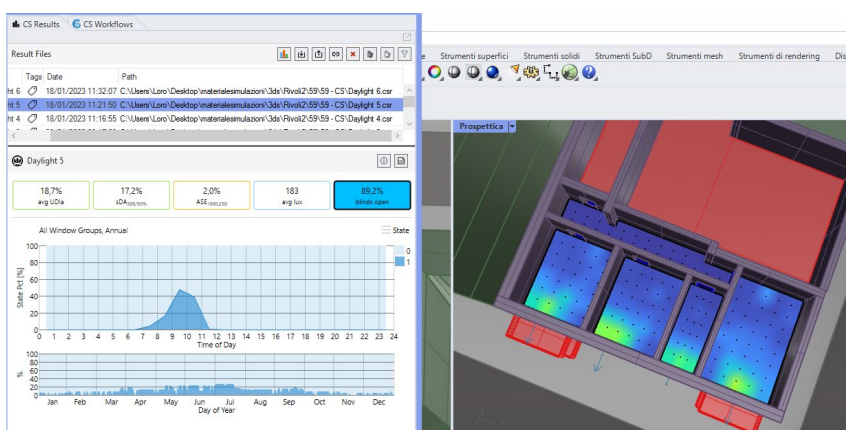 CS Results CS Workflows
Result Files
Tags Date Path
ht 6 18/01/2023 11:32:07 C:\Users\Loro\Desktop\materialesimulazioni\3ds\Rivoli2\59\59 - CS\Daylight 6.csr
ht 5 18/01/2023 11:21:50 C:\Users\Loro\Desktop\materialesimulazioni\3ds\Rivoli2\59\59 - CS\Daylight 5.csr
ht 4 18/01/2023 11:16:55 C:\Users\Loro\Desktop\materialesimulazioni\3ds\Rivoli2\59\59 - CS\Daylight 4.csr
Daylight 5
18,7% 17,2% 2,0% 183 89,2%
avg UDIa sDA300/50% ASE1000,250 avg lux blinds open
All Window Groups, Annual State
0
1
State Pct [%]
100
80
60
40
20
0
0 1 2 3 4 5 6 7 8 9 10 11 12 13 14 15 16 17 18 19 20 21 22 23 24
Time of Day
%
100
80
60
40
20
0
Jan Feb Mar Apr May Jun Jul Aug Sep Oct Nov Dec
Day of Year
e Strumenti superfici Strumenti solidi Strumenti SubD Strumenti mesh Strumenti di rendering Dis
Prospettica